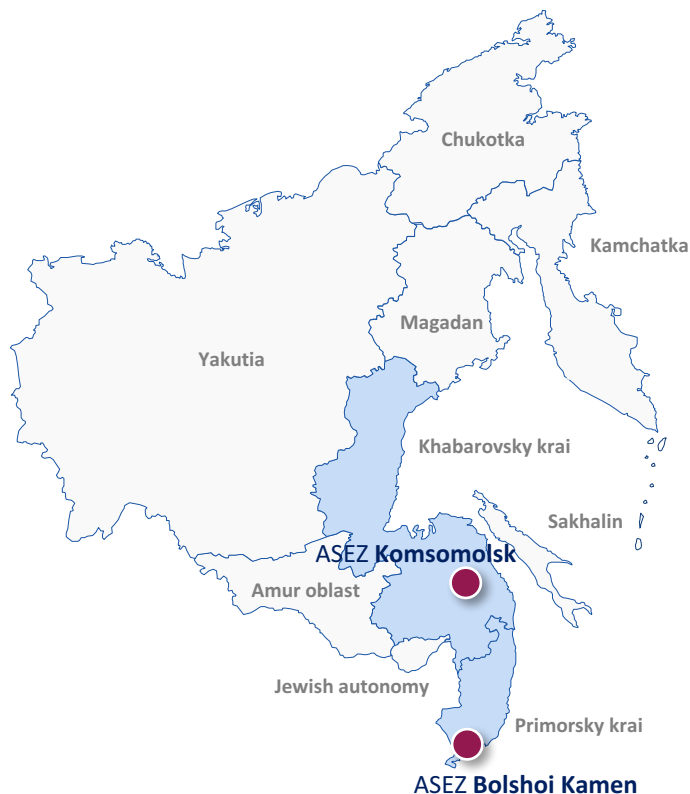 Chukotka
Kamchatka
Magadan
Yakutia
Khabarovsky krai
Sakhalin
ASEZ Komsomolsk
Amur oblast
Jewish autonomy
Primorsky krai
ASEZ Bolshoi Kamen